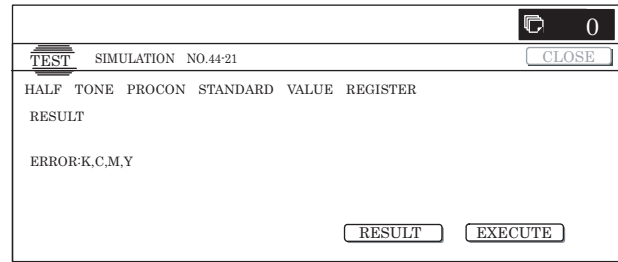 0
TEST SIMULATION NO.44-21 CLOSE
HALF TONE PROCON STANDARD VALUE REGISTER
RESULT
ERROR:K,C,M,Y
RESULT EXECUTE